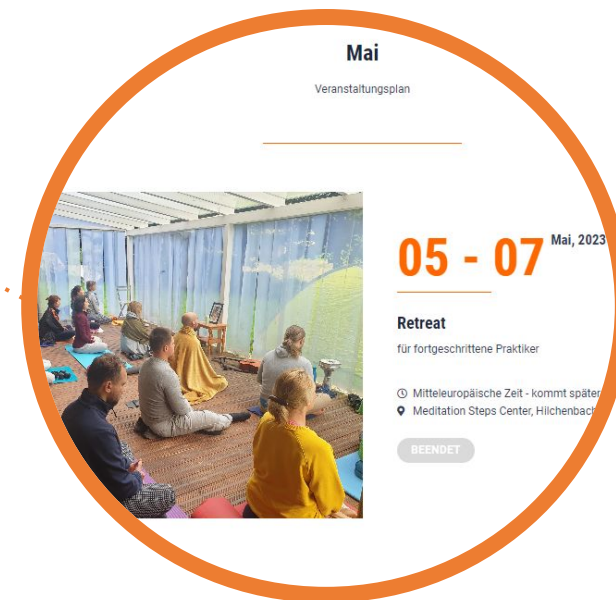 Mai
Veranstaltungsplan
05 - 07 Mai, 2023
Retreat
für fortgeschrittene Praktiker
Mitteleuropäische Zeit - kommt später
Meditation Steps Center, Hilchenbach
BEENDET